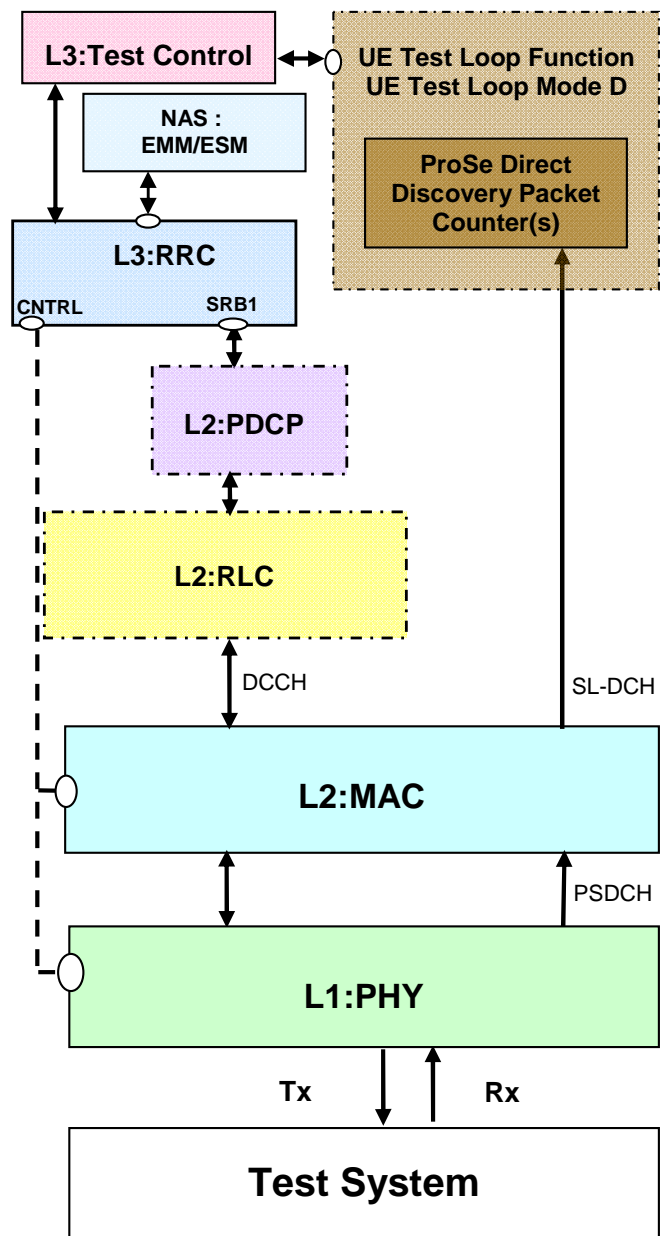 L3:Test Control
UE Test Loop Function
UE Test Loop Mode D
NAS :
EMM/ESM
ProSe Direct
Discovery Packet
Counter(s)
L3:RRC
CNTRL
SRB1
L2:PDCP
L2:RLC
DCCH
SL-DCH
L2:MAC
PSDCH
L1:PHY
Tx
Rx
Test System